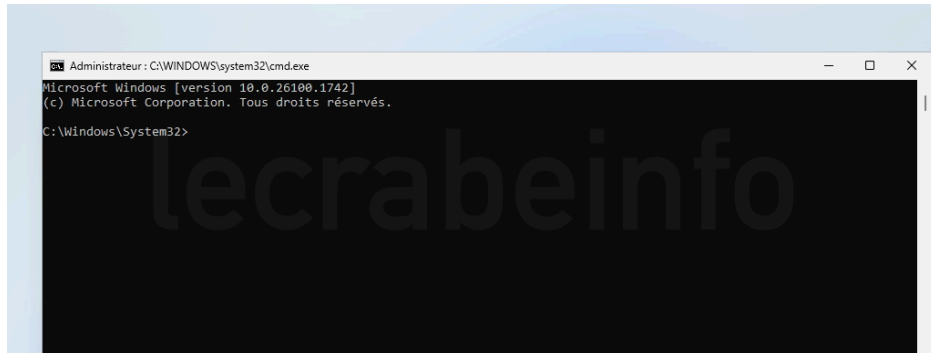 Administrateur : C:\WINDOWS\system32\cmd.exe
Microsoft Windows [version 10.0.26100.1742]
(c) Microsoft Corporation. Tous droits réservés.
C:\Windows\System32>
lecrabeinfo